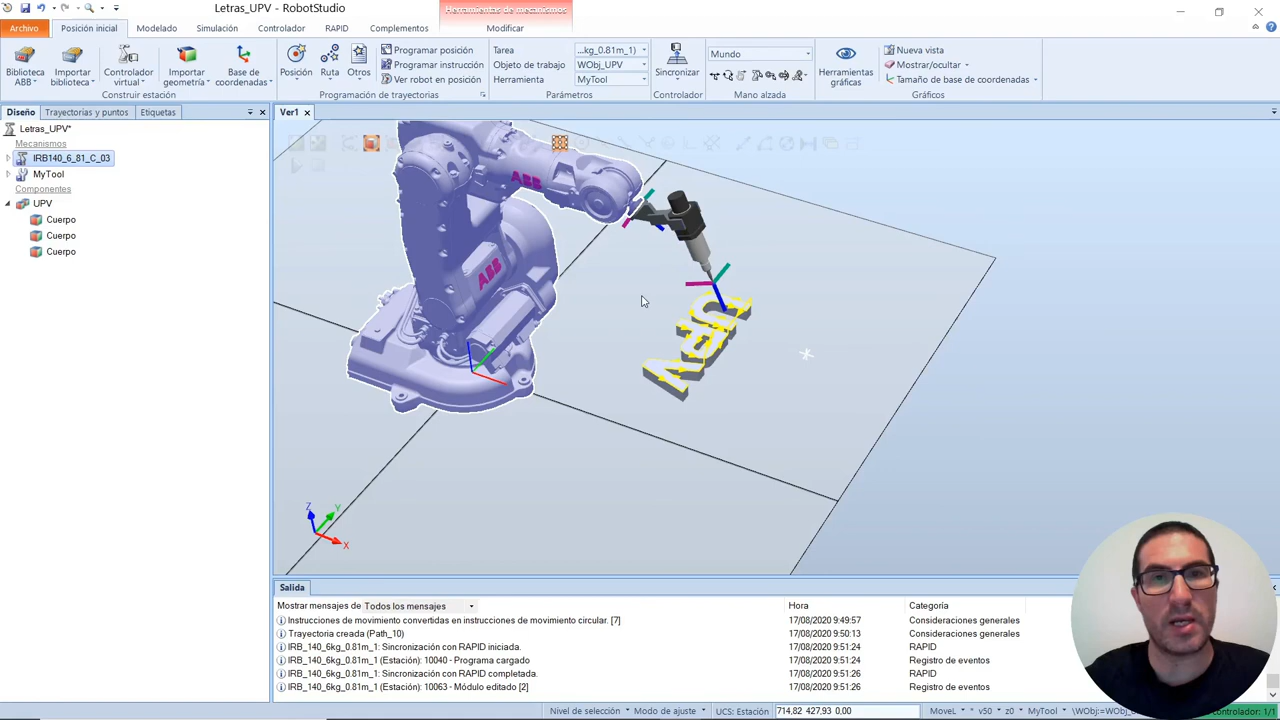 Letras_UPV - RobotStudio
Herramientas de mecanismos
Archivo Posición inicial Modelado Simulación Controlador RAPID Complementos Modificar
Biblioteca ABB
Importar biblioteca
Controlador virtual
Importar geometría
Base de coordenadas
Construir estación
Posición
Ruta
Otros
Programar posición
Programar instrucción
Ver robot en posición
Programación de trayectorias
Tarea ...kg_0.81m_1)
Objeto de trabajo WObj_UPV
Herramienta MyTool
Parámetros
Sincronizar
Controlador
Mundo
Mano alzada
Herramientas gráficas
Nueva vista
Mostrar/ocultar
Tamaño de base de coordenadas
Gráficos
Diseño Trayectorias y puntos Etiquetas
Ver1
Letras_UPV*
Mecanismos
IRB140_6_81_C_03
MyTool
Componentes
UPV
Cuerpo
Cuerpo
Cuerpo
ABB
ABB
UPV
Z
Y
X
Salida
Mostrar mensajes de Todos los mensajes Hora Categoría
Instrucciones de movimiento convertidas en instrucciones de movimiento circular. [7] 17/08/2020 9:49:57 Consideraciones generales
Trayectoria creada (Path_10) 17/08/2020 9:50:13 Consideraciones generales
IRB_140_6kg_0.81m_1: Sincronización con RAPID iniciada. 17/08/2020 9:51:24 RAPID
IRB_140_6kg_0.81m_1 (Estación): 10040 - Programa cargado 17/08/2020 9:51:24 Registro de eventos
IRB_140_6kg_0.81m_1: Sincronización con RAPID completada. 17/08/2020 9:51:26 RAPID
IRB_140_6kg_0.81m_1 (Estación): 10063 - Módulo editado [2] 17/08/2020 9:51:26 Registro de eventos
Nivel de selección Modo de ajuste UCS: Estación 714,82 427,93 0,00 MoveL * v50 z0 MyTool \WObj:=WObj_ controlador: 1/1